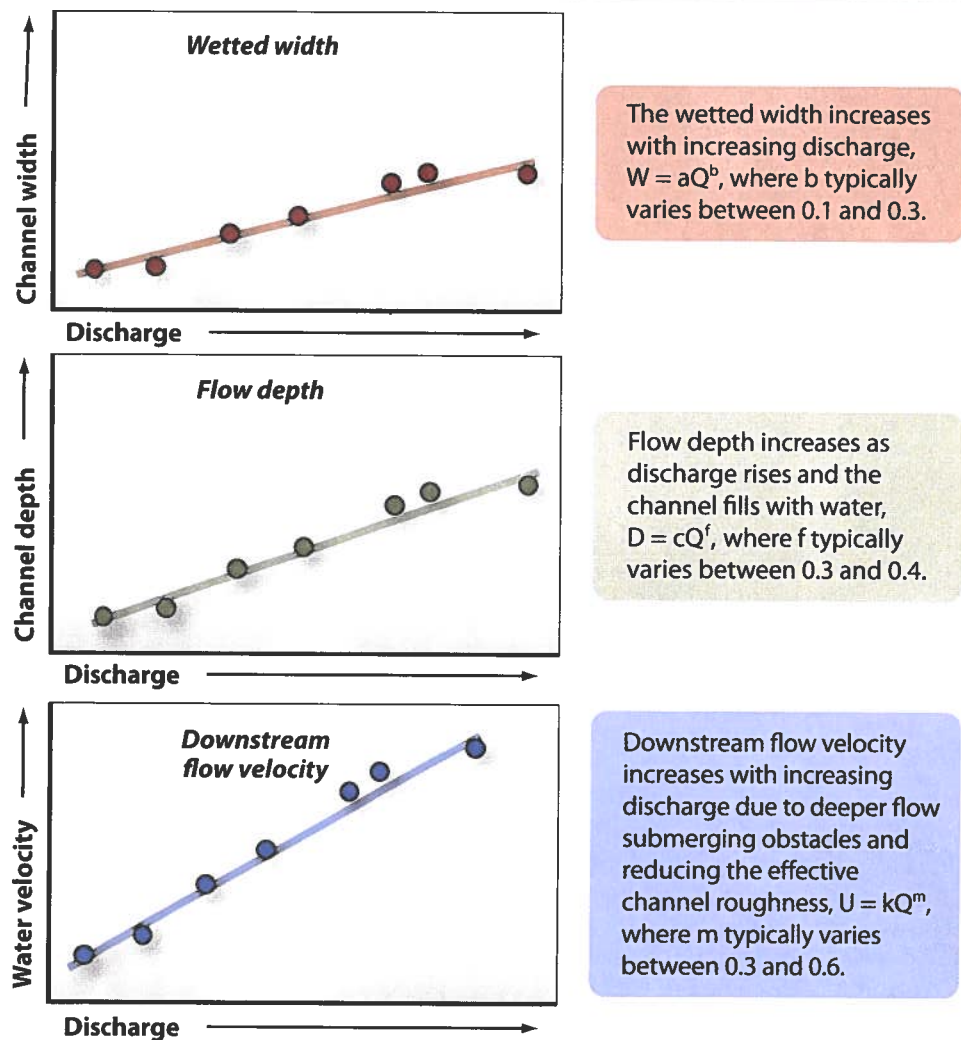 Channel width
Wetted width
Discharge
The wetted width increases
with increasing discharge,
W = aQᵇ, where b typically
varies between 0.1 and 0.3.
Channel depth
Flow depth
Discharge
Flow depth increases as
discharge rises and the
channel fills with water,
D = cQᶠ, where f typically
varies between 0.3 and 0.4.
Water velocity
Downstream
flow velocity
Discharge
Downstream flow velocity
increases with increasing
discharge due to deeper flow
submerging obstacles and
reducing the effective
channel roughness, U = kQᵐ,
where m typically varies
between 0.3 and 0.6.